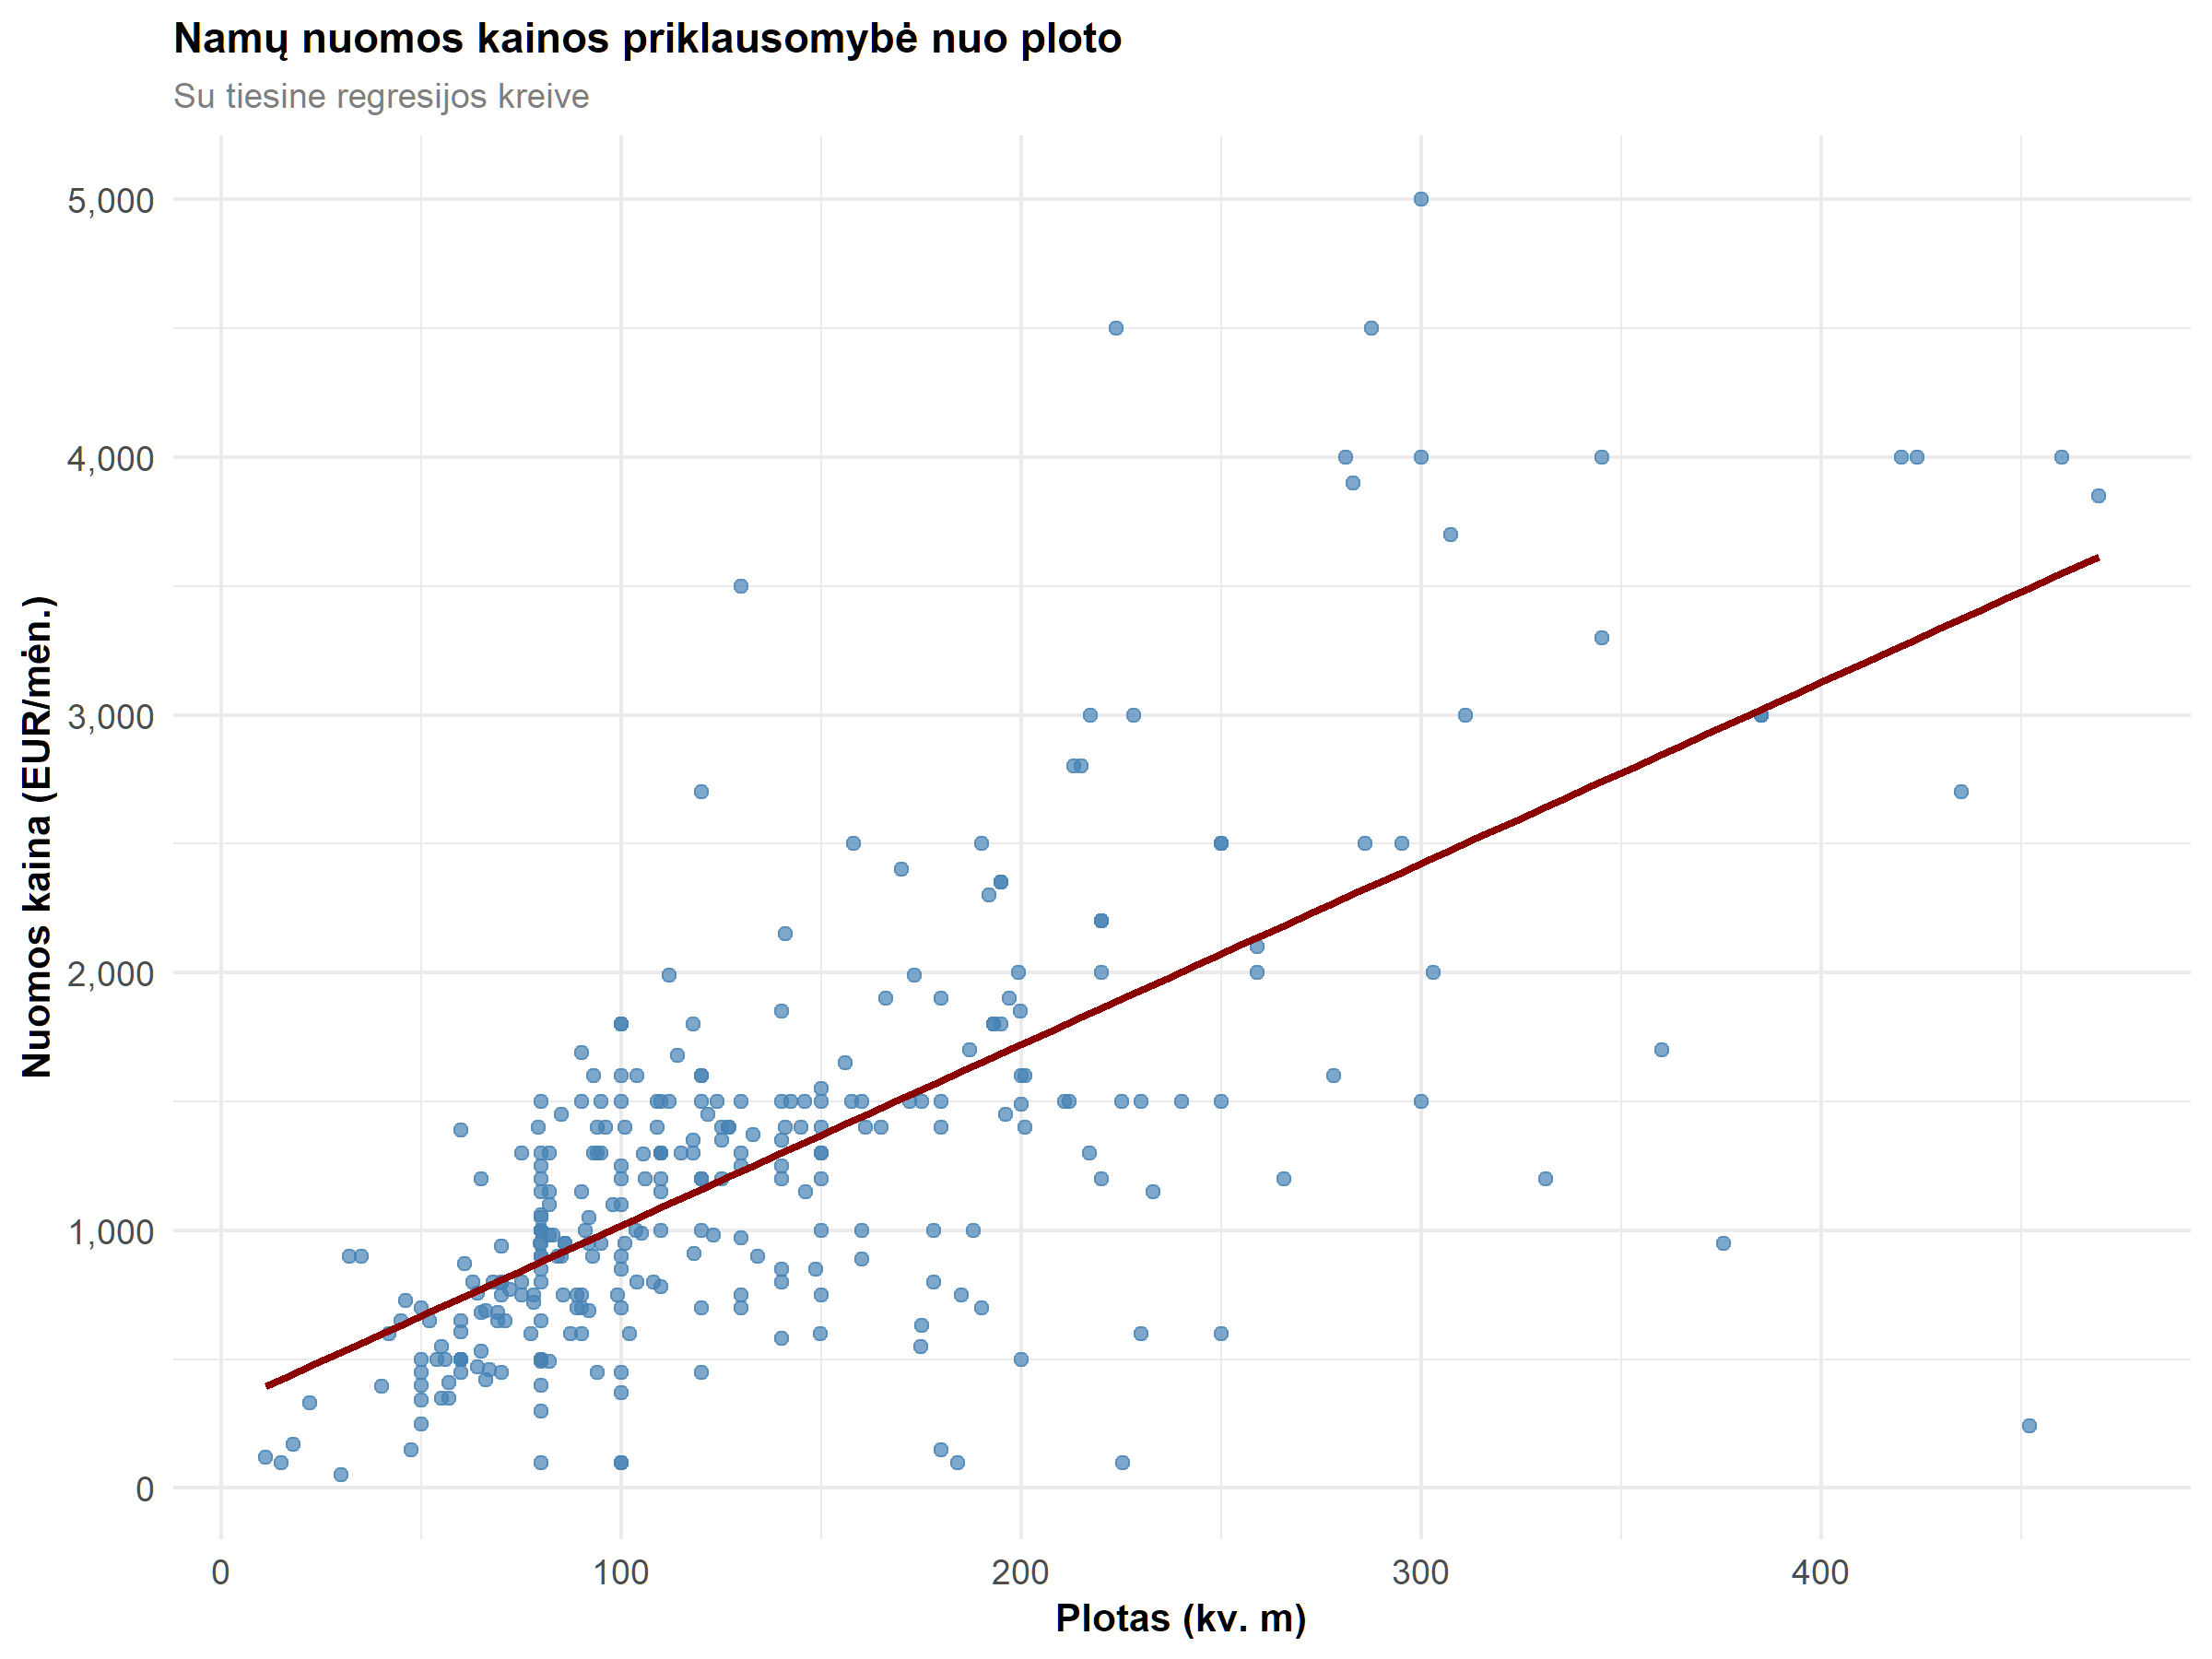 Namų nuomos kainos priklausomybė nuo ploto
Su tiesine regresijos kreive
Nuomos kaina (EUR/mėn.)
5,000
4,000
3,000
2,000
1,000
0
0 100 200 300 400
Plotas (kv. m)